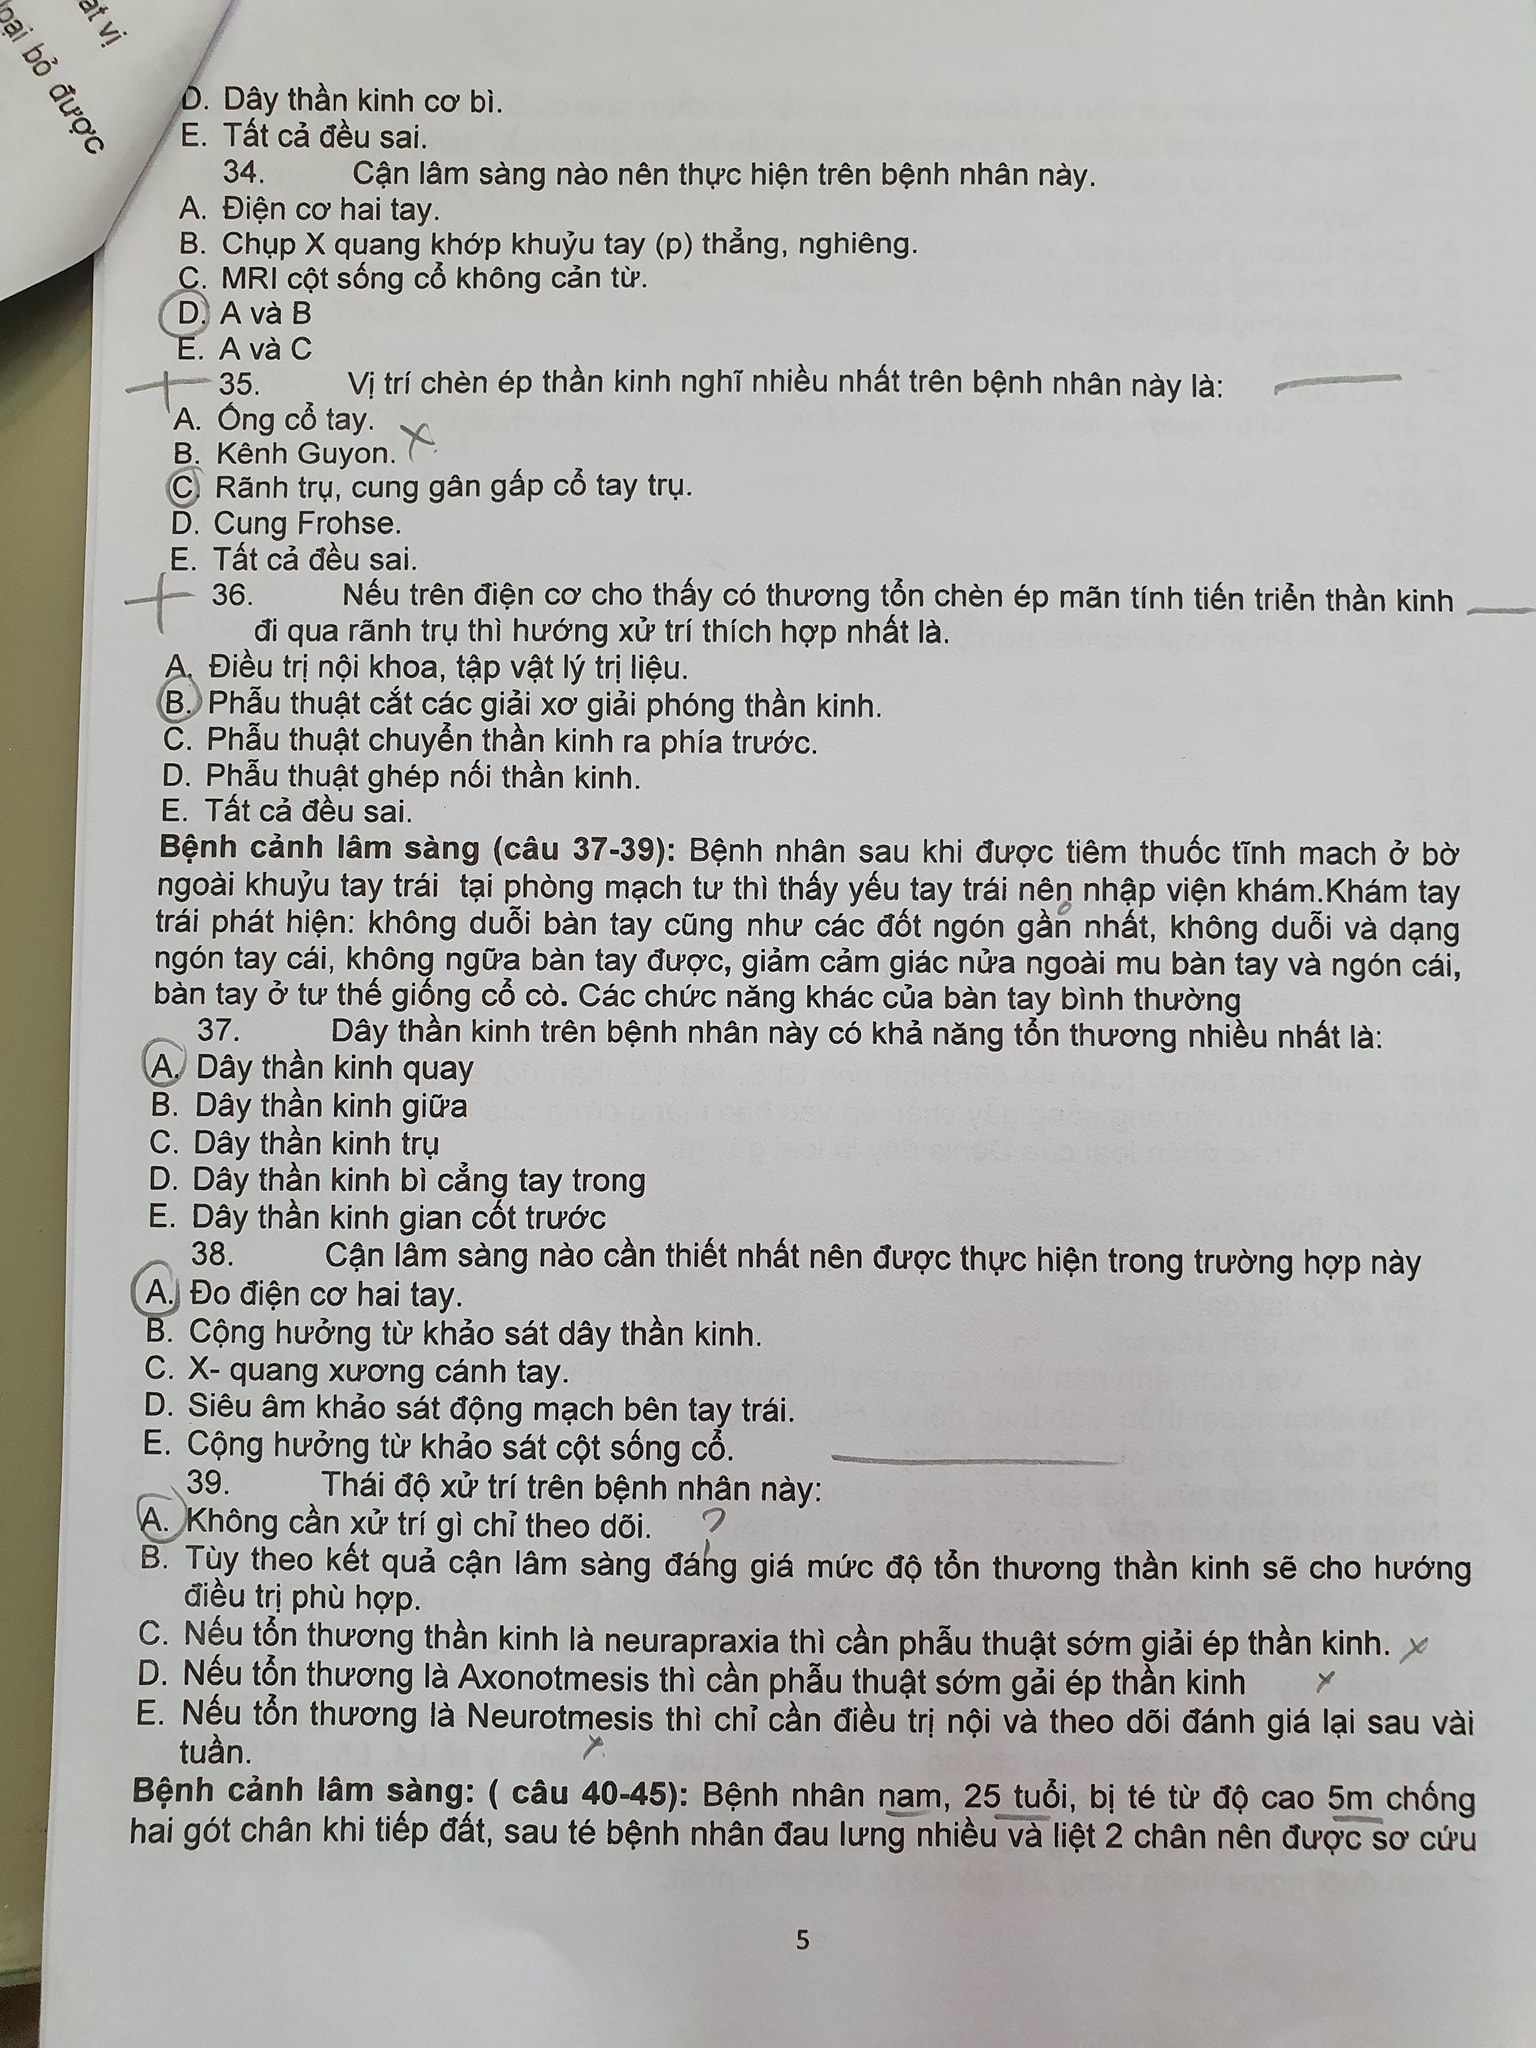 ạt vị
loại bỏ được
D. Dây thần kinh cơ bì.
E. Tất cả đều sai.
34. Cận lâm sàng nào nên thực hiện trên bệnh nhân này.
A. Điện cơ hai tay.
B. Chụp X quang khớp khuỷu tay (p) thẳng, nghiêng.
C. MRI cột sống cổ không cản từ.
D. A và B
E. A và C
35. Vị trí chèn ép thần kinh nghĩ nhiều nhất trên bệnh nhân này là:
A. Ống cổ tay.
B. Kênh Guyon.
C. Rãnh trụ, cung gân gấp cổ tay trụ.
D. Cung Frohse.
E. Tất cả đều sai.
36. Nếu trên điện cơ cho thấy có thương tổn chèn ép mãn tính tiến triển thần kinh
đi qua rãnh trụ thì hướng xử trí thích hợp nhất là.
A. Điều trị nội khoa, tập vật lý trị liệu.
B. Phẫu thuật cắt các giải xơ giải phóng thần kinh.
C. Phẫu thuật chuyển thần kinh ra phía trước.
D. Phẫu thuật ghép nối thần kinh.
E. Tất cả đều sai.
Bệnh cảnh lâm sàng (câu 37-39): Bệnh nhân sau khi được tiêm thuốc tĩnh mach ở bờ
ngoài khuỷu tay trái tại phòng mạch tư thì thấy yếu tay trái nên nhập viện khám.Khám tay
trái phát hiện: không duỗi bàn tay cũng như các đốt ngón gần nhất, không duỗi và dạng
ngón tay cái, không ngữa bàn tay được, giảm cảm giác nửa ngoài mu bàn tay và ngón cái,
bàn tay ở tư thế giống cổ cò. Các chức năng khác của bàn tay bình thường
37. Dây thần kinh trên bệnh nhân này có khả năng tổn thương nhiều nhất là:
A. Dây thần kinh quay
B. Dây thần kinh giữa
C. Dây thần kinh trụ
D. Dây thần kinh bì cẳng tay trong
E. Dây thần kinh gian cốt trước
38. Cận lâm sàng nào cần thiết nhất nên được thực hiện trong trường hợp này
A. Đo điện cơ hai tay.
B. Cộng hưởng từ khảo sát dây thần kinh.
C. X- quang xương cánh tay.
D. Siêu âm khảo sát động mạch bên tay trái.
E. Cộng hưởng từ khảo sát cột sống cổ.
39. Thái độ xử trí trên bệnh nhân này:
A. Không cần xử trí gì chỉ theo dõi. ?
B. Tùy theo kết quả cận lâm sàng đáng giá mức độ tổn thương thần kinh sẽ cho hướng
điều trị phù hợp.
C. Nếu tổn thương thần kinh là neurapraxia thì cần phẫu thuật sớm giải ép thần kinh.
D. Nếu tổn thương là Axonotmesis thì cần phẫu thuật sớm gải ép thần kinh
E. Nếu tổn thương là Neurotmesis thì chỉ cần điều trị nội và theo dõi đánh giá lại sau vài
tuần.
Bệnh cảnh lâm sàng: ( câu 40-45): Bệnh nhân nam, 25 tuổi, bị té từ độ cao 5m chống
hai gót chân khi tiếp đất, sau té bệnh nhân đau lưng nhiều và liệt 2 chân nên được sơ cứu
5